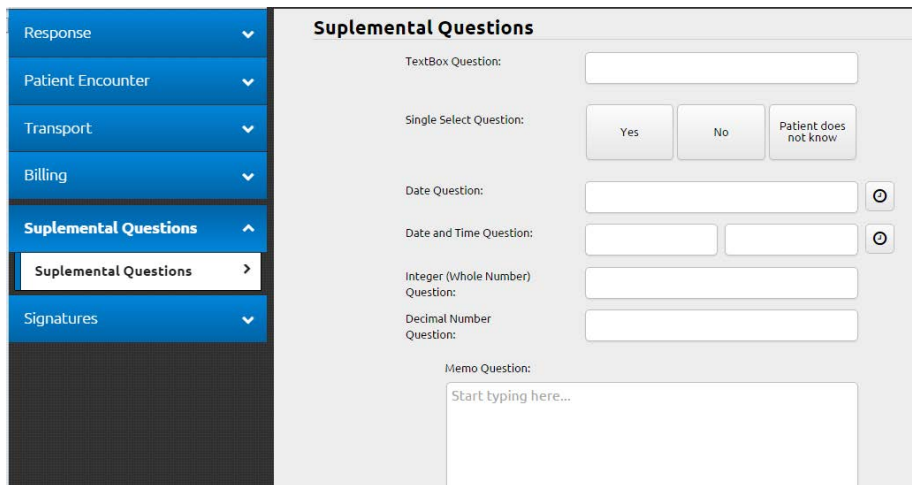 Response
Patient Encounter
Transport
Billing
Suplemental Questions
Suplemental Questions
Signatures
Suplemental Questions
TextBox Question:
Single Select Question:
Yes
No
Patient does
not know
Date Question:
Date and Time Question:
Integer (Whole Number)
Question:
Decimal Number
Question:
Memo Question:
Start typing here...